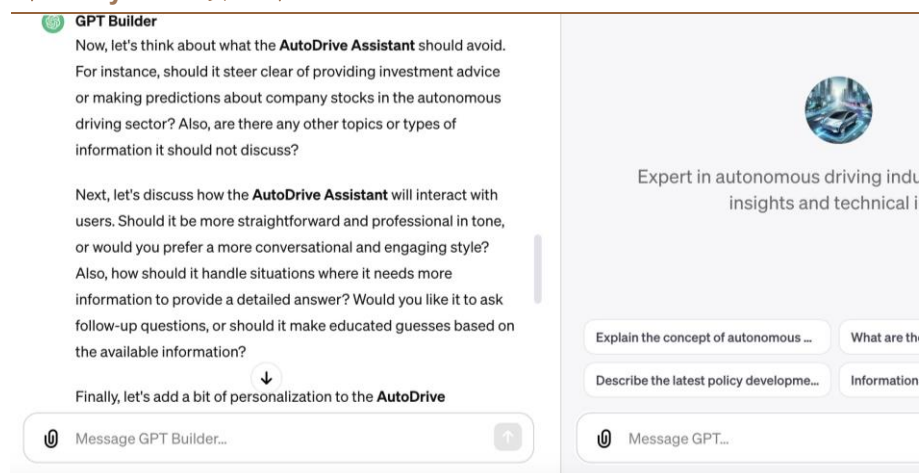 GPT Builder
Now, let's think about what the AutoDrive Assistant should avoid.
For instance, should it steer clear of providing investment advice
or making predictions about company stocks in the autonomous
driving sector? Also, are there any other topics or types of
information it should not discuss?
Next, let's discuss how the AutoDrive Assistant will interact with
users. Should it be more straightforward and professional in tone,
or would you prefer a more conversational and engaging style?
Also, how should it handle situations where it needs more
information to provide a detailed answer? Would you like it to ask
follow-up questions, or should it make educated guesses based on
the available information?
Finally, let's add a bit of personalization to the AutoDrive
Message GPT Builder...
Expert in autonomous driving indu
insights and technical i
Explain the concept of autonomous ...
What are the
Describe the latest policy developme...
Information
Message GPT...